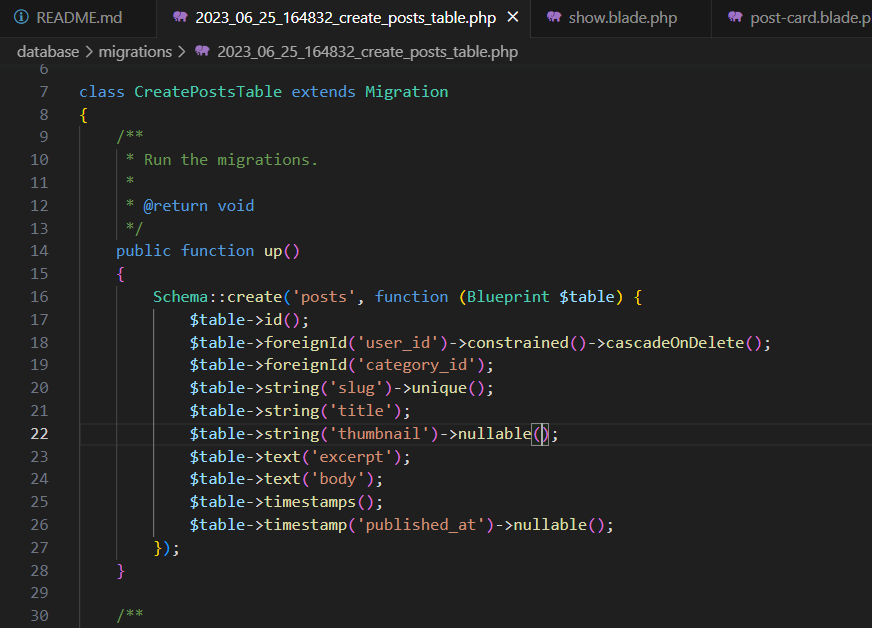 README.md 2023_06_25_164832_create_posts_table.php show.blade.php post-card.blade.p
database > migrations > 2023_06_25_164832_create_posts_table.php
6
7 class CreatePostsTable extends Migration
8 {
9 /**
10 * Run the migrations.
11 *
12 * @return void
13 */
14 public function up()
15 {
16 Schema::create('posts', function (Blueprint $table) {
17 $table->id();
18 $table->foreignId('user_id')->constrained()->cascadeOnDelete();
19 $table->foreignId('category_id');
20 $table->string('slug')->unique();
21 $table->string('title');
22 $table->string('thumbnail')->nullable();
23 $table->text('excerpt');
24 $table->text('body');
25 $table->timestamps();
26 $table->timestamp('published_at')->nullable();
27 });
28 }
29
30 /**